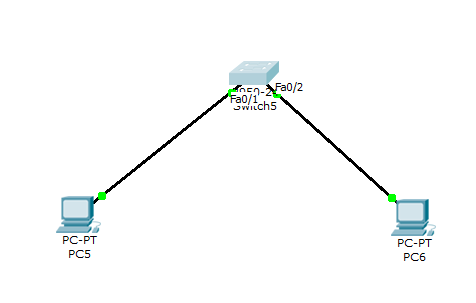 Fa0/2
Fa0/1
Switch5
PC-PT
PC5
PC-PT
PC6